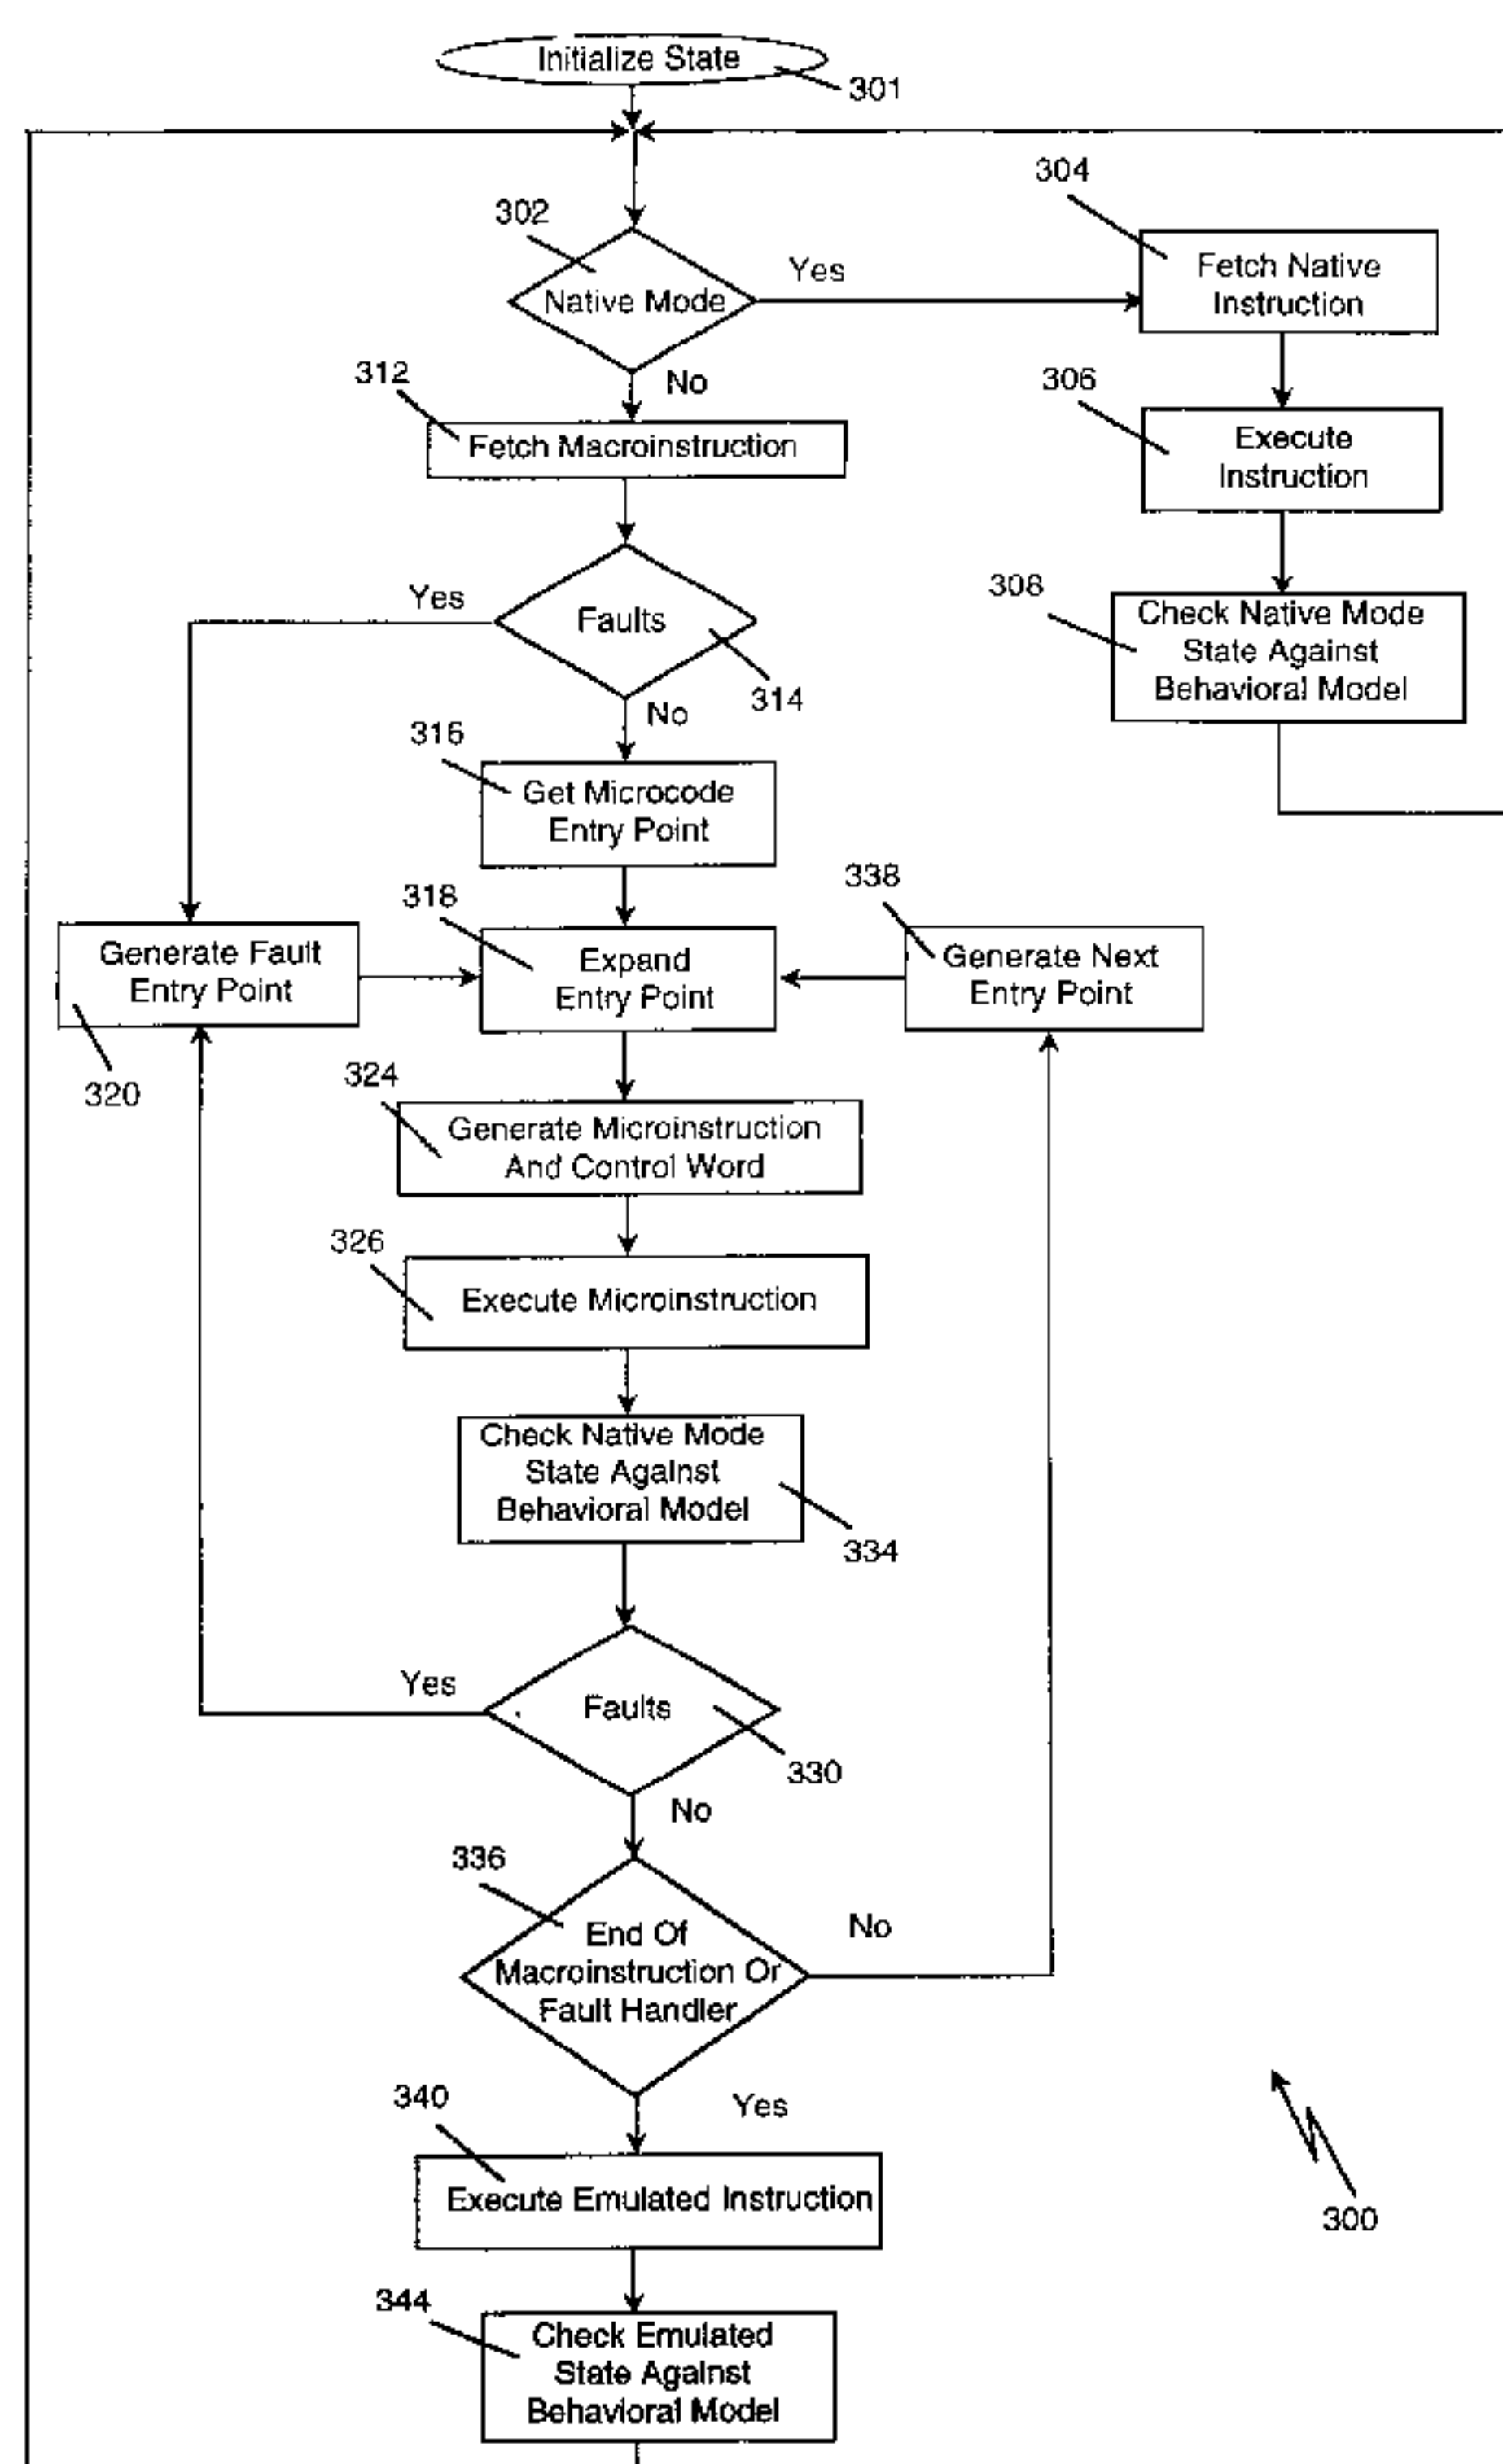 Initialize State
301
304
302
Yes
Fetch Native
Instruction
Native Mode
312
No
306
Fetch Macroinstruction
Execute
Instruction
308
Yes
Faults
Check Native Mode
State Against
Behavioral Model
314
No
316
Get Microcode
Entry Point
338
318
Generate Fault
Entry Point
Expand
Entry Point
Generate Next
Entry Point
320
324
Generate Microinstruction
And Control Word
326
Execute Microinstruction
Check Native Mode
State Against
Behavioral Model
334
Yes
Faults
330
No
336
End Of
Macroinstruction Or
Fault Handler
No
340
Yes
Execute Emulated Instruction
300
344
Check Emulated
State Against
Behavioral Model